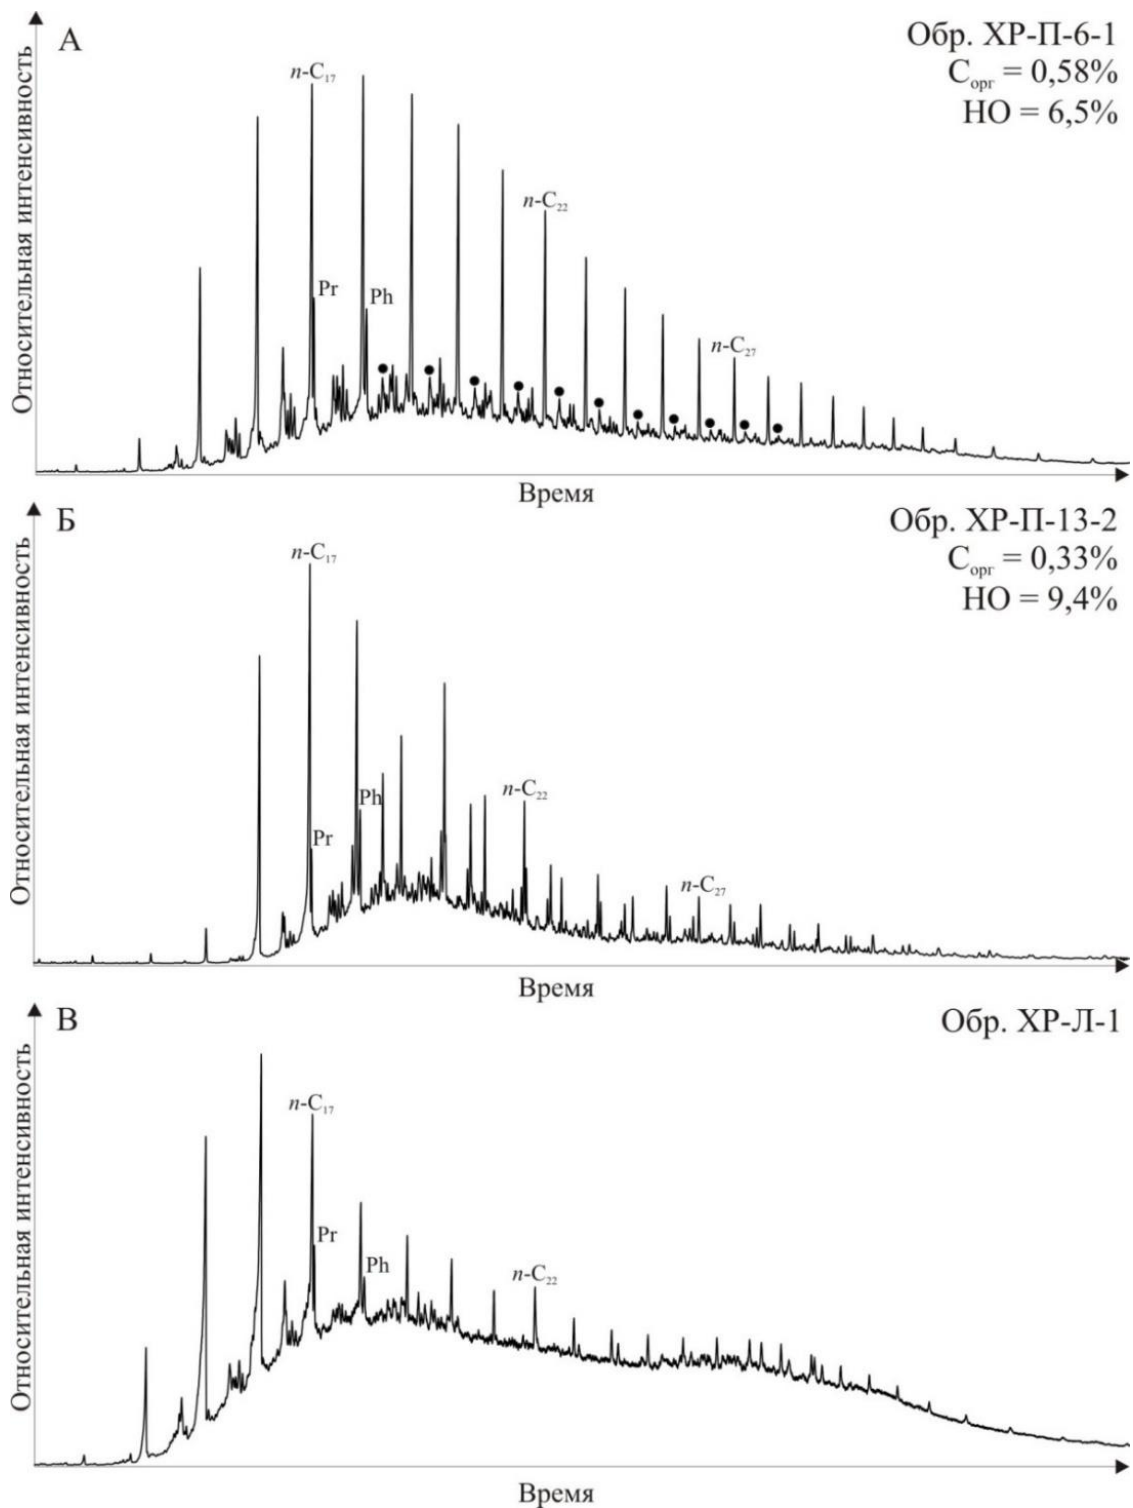 А
Обр. ХР-П-6-1
Сорг = 0,58%
НО = 6,5%
Относительная интенсивность
n-C17
Pr
Ph
n-C22
n-C27
Время
Б
Обр. ХР-П-13-2
Сорг = 0,33%
НО = 9,4%
Относительная интенсивность
n-C17
Pr
Ph
n-C22
n-C27
Время
В
Обр. ХР-Л-1
Относительная интенсивность
n-C17
Pr
Ph
n-C22
Время